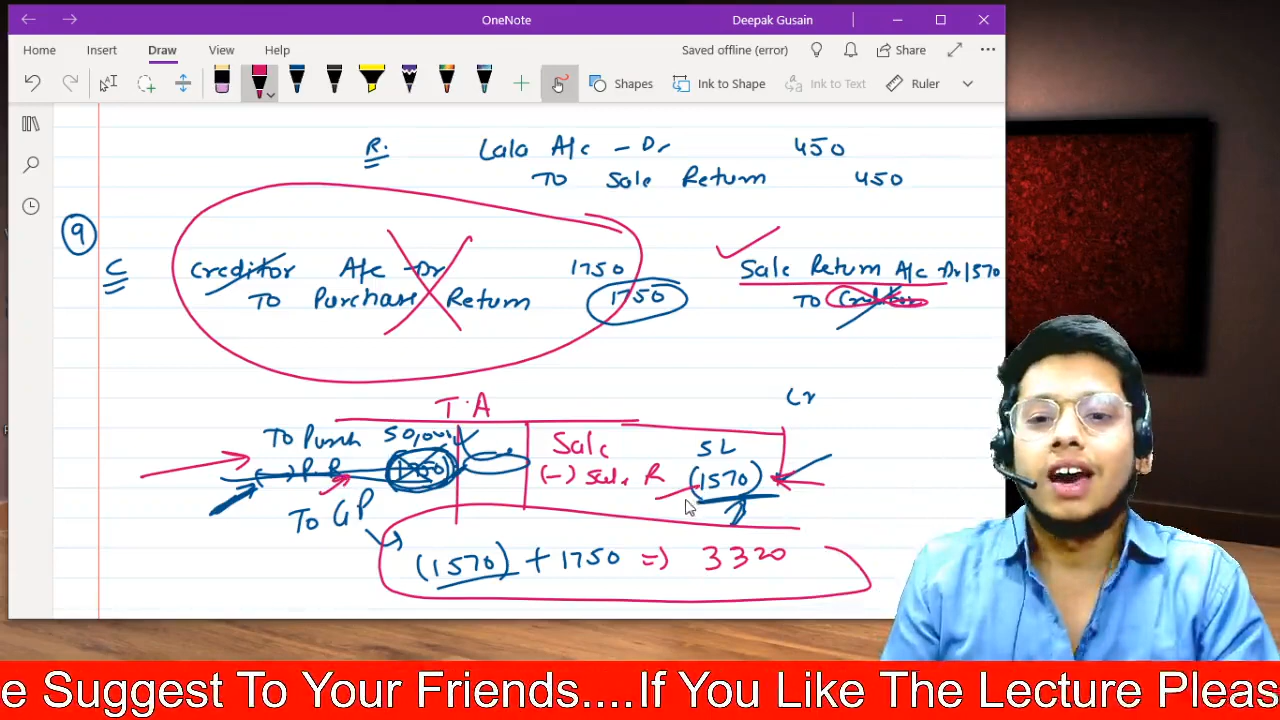 OneNote
Deepak Gusain
Home Insert Draw View Help
Saved offline (error)
Share
Shapes
Ink to Shape
Ink to Text
Ruler
R. Lala A/c - Dr 450
To Sale Return 450
9
C Creditor A/c - Dr 1750
To Purchase Return 1750
Sale Return A/c - Dr 1570
To Creditor
T.A
Cr
To Purch 50,000
(-) P R
Sale 5L
(-) Sale R (1570)
To GP
(1570) + 1750 => 3320
e Suggest To Your Friends....If You Like The Lecture Pleas